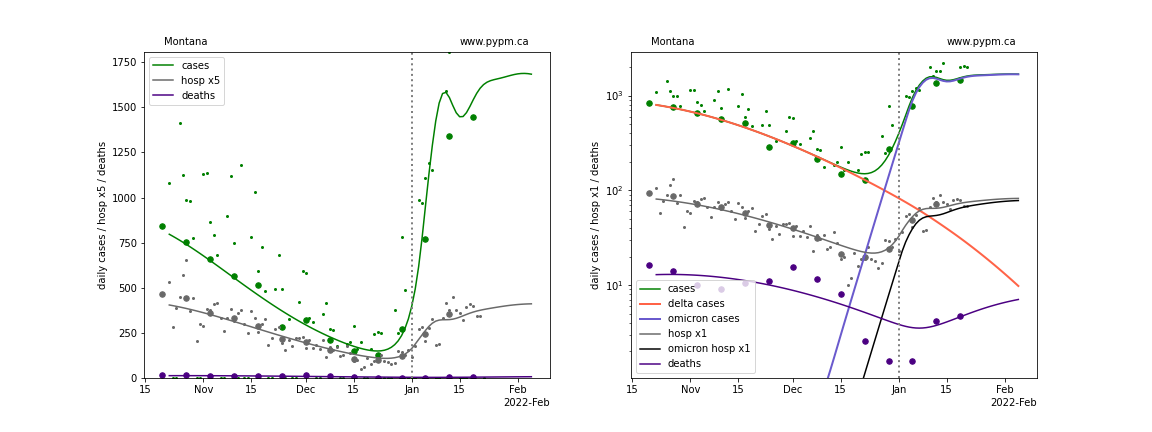 Montana
www.pypm.ca
daily cases / hosp x5 / deaths
1750
1500
1250
1000
750
500
250
0
cases
hosp x5
deaths
15
Nov
15
Dec
15
Jan
15
Feb
2022-Feb
Montana
www.pypm.ca
daily cases / hosp x1 / deaths
10³
10²
10¹
cases
delta cases
omicron cases
hosp x1
omicron hosp x1
deaths
15
Nov
15
Dec
15
Jan
15
Feb
2022-Feb